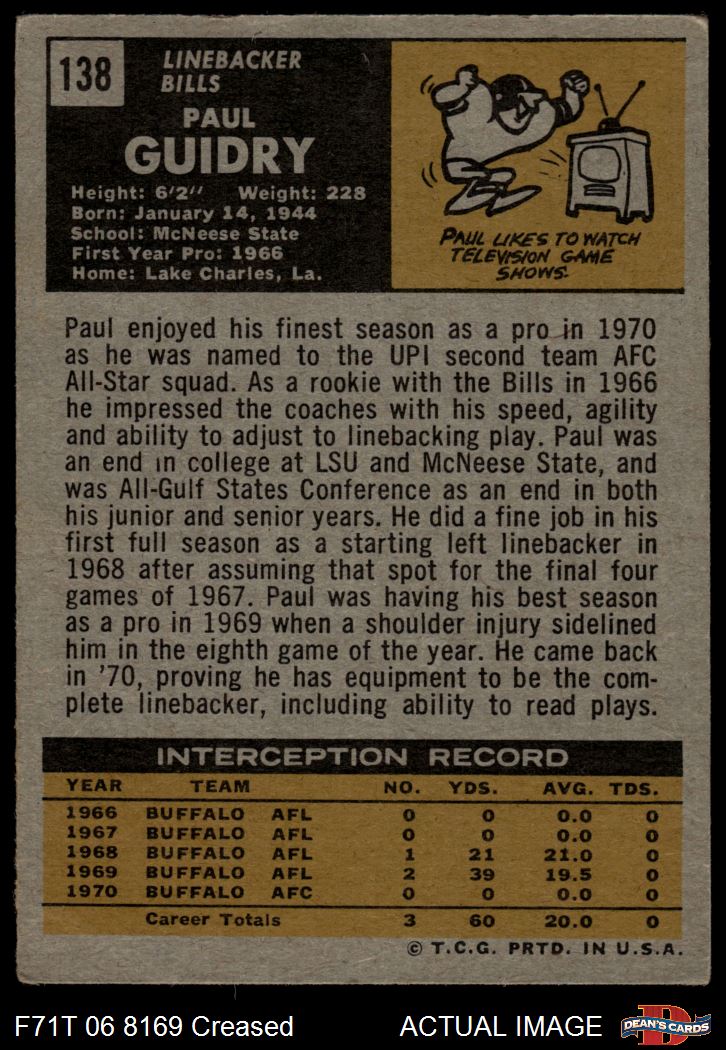 138
LINEBACKER
BILLS
PAUL
GUIDRY
Height: 6'2" Weight: 228
Born: January 14, 1944
School: McNeese State
First Year Pro: 1966
Home: Lake Charles, La.
PAUL LIKES TO WATCH
TELEVISION GAME
SHOWS.
Paul enjoyed his finest season as a pro in 1970
as he was named to the UPI second team AFC
All-Star squad. As a rookie with the Bills in 1966
he impressed the coaches with his speed, agility
and ability to adjust to linebacking play. Paul was
an end in college at LSU and McNeese State, and
was All-Gulf States Conference as an end in both
his junior and senior years. He did a fine job in his
first full season as a starting left linebacker in
1968 after assuming that spot for the final four
games of 1967. Paul was having his best season
as a pro in 1969 when a shoulder injury sidelined
him in the eighth game of the year. He came back
in '70, proving he has equipment to be the com-
plete linebacker, including ability to read plays.
INTERCEPTION RECORD
YEAR TEAM NO. YDS. AVG. TDS.
1966 BUFFALO AFL 0 0 0.0 0
1967 BUFFALO AFL 0 0 0.0 0
1968 BUFFALO AFL 1 21 21.0 0
1969 BUFFALO AFL 2 39 19.5 0
1970 BUFFALO AFC 0 0 0.0 0
Career Totals 3 60 20.0 0
© T.C.G. PRTD. IN U.S.A.
F71T 06 8169 Creased ACTUAL IMAGE
D
DEAN'S CARDS